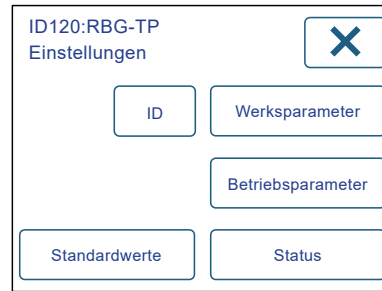 ID120:RBG-TP
Einstellungen
ID
Werksparameter
Betriebsparameter
Standardwerte
Status